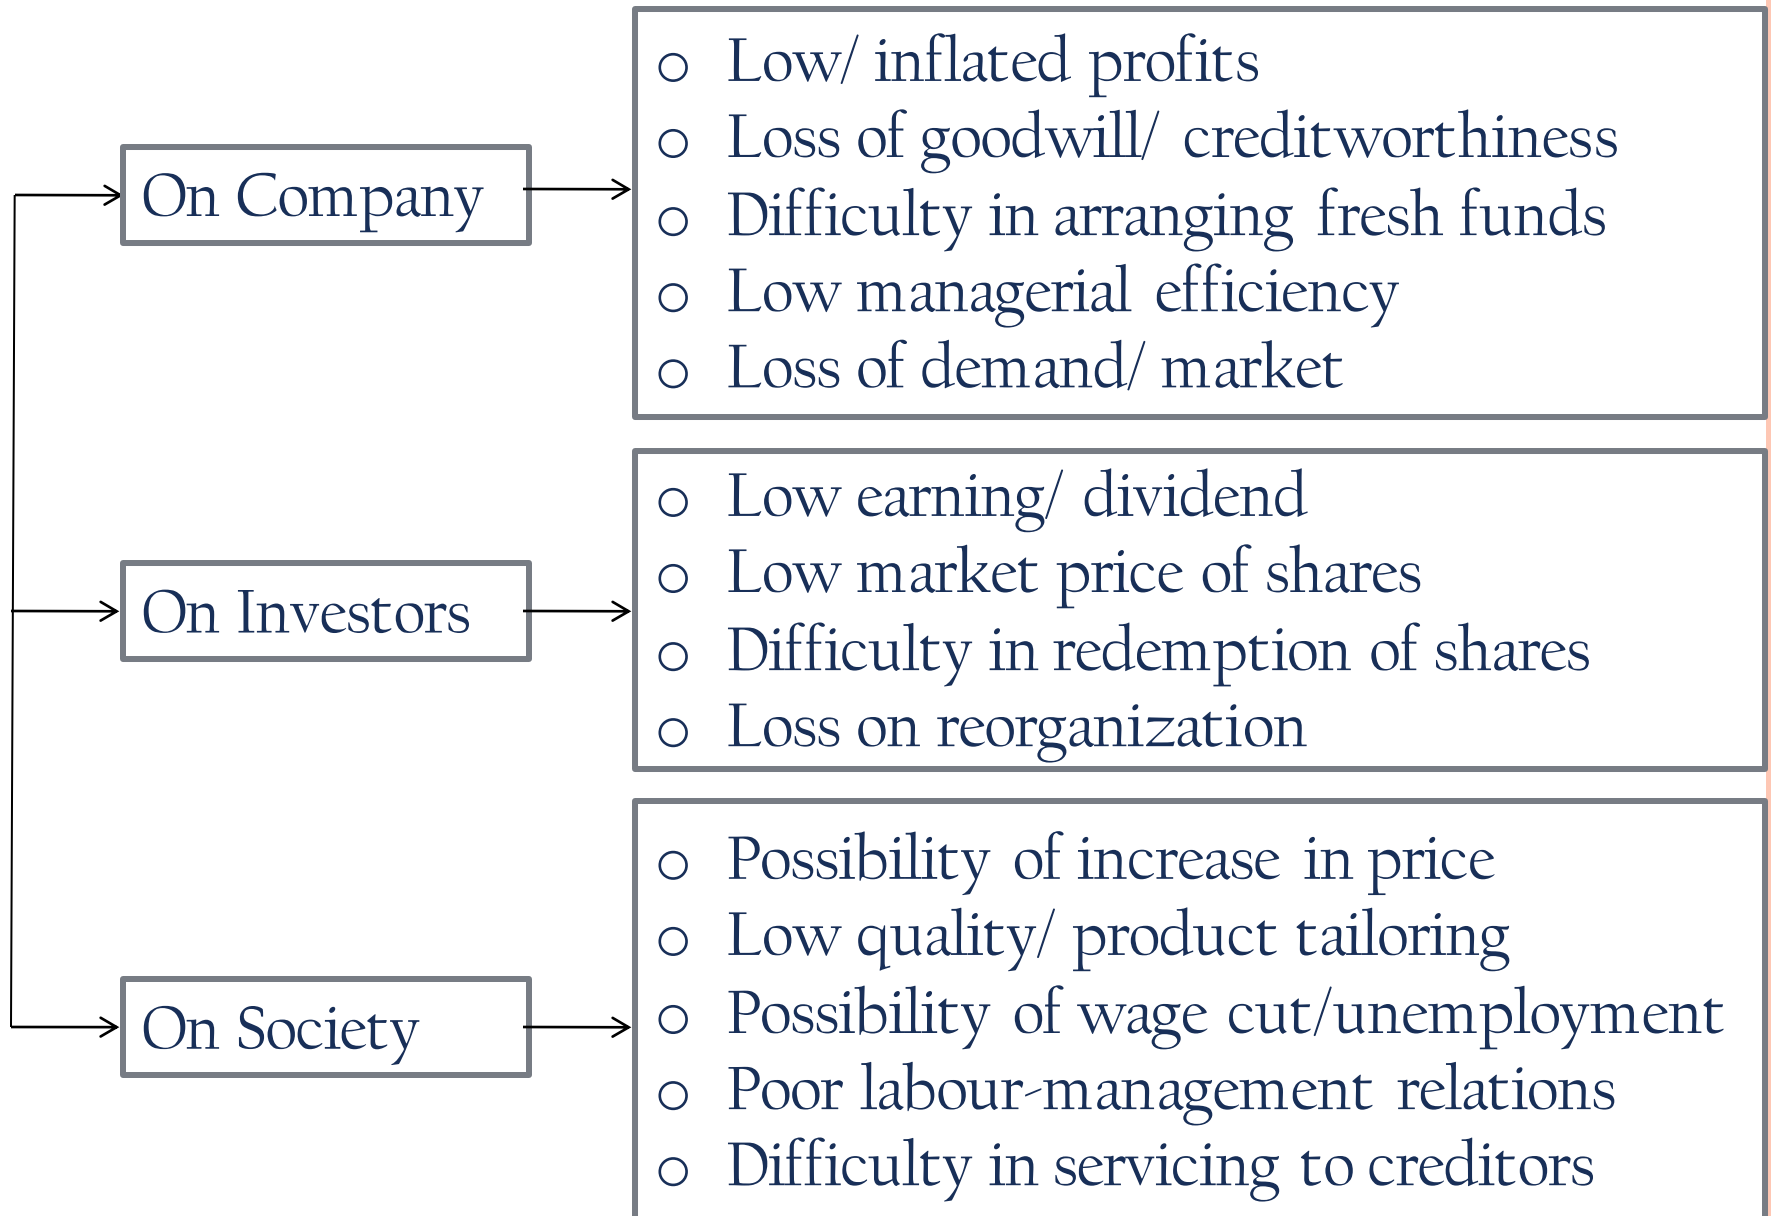 On Company
Low/ inflated profits
Loss of goodwill/ creditworthiness
Difficulty in arranging fresh funds
Low managerial efficiency
Loss of demand/ market
On Investors
Low earning/ dividend
Low market price of shares
Difficulty in redemption of shares
Loss on reorganization
On Society
Possibility of increase in price
Low quality/ product tailoring
Possibility of wage cut/unemployment
Poor labour-management relations
Difficulty in servicing to creditors